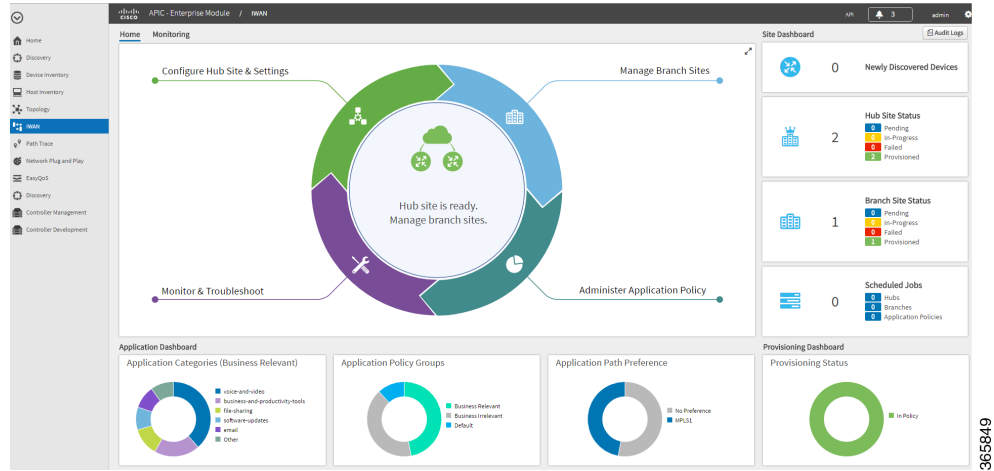 CISCO
APIC - Enterprise Module / IWAN
API
3
admin
Home
Discovery
Device Inventory
Host Inventory
Topology
IWAN
Path Trace
Network Plug and Play
EasyQoS
Discovery
Controller Management
Controller Development
Home Monitoring
Configure Hub Site & Settings
Manage Branch Sites
Hub site is ready.
Manage branch sites.
Monitor & Troubleshoot
Administer Application Policy
Site Dashboard
Audit Logs
0 Newly Discovered Devices
2
Hub Site Status
0 Pending
0 In-Progress
0 Failed
2 Provisioned
1
Branch Site Status
0 Pending
0 In-Progress
0 Failed
1 Provisioned
0
Scheduled Jobs
0 Hubs
0 Branches
0 Application Policies
Application Dashboard
Application Categories (Business Relevant)
voice-and-video
business-and-productivity-tools
file-sharing
software-updates
email
Other
Application Policy Groups
Business Relevant
Business Irrelevant
Default
Application Path Preference
No Preference
MPLS1
Provisioning Dashboard
Provisioning Status
In Policy
365849